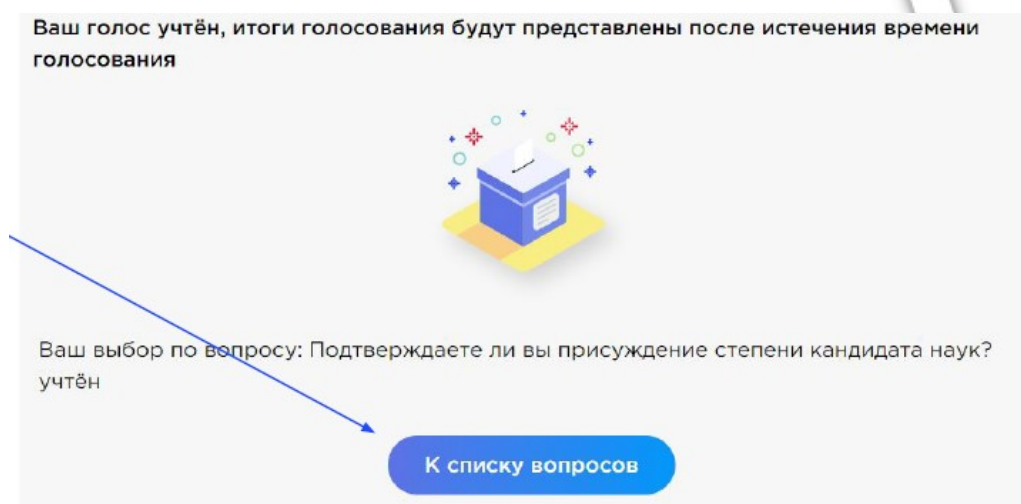 Ваш голос учтён, итоги голосования будут представлены после истечения времени
голосования
Ваш выбор по вопросу: Подтверждаете ли вы присуждение степени кандидата наук?
учтён
К списку вопросов